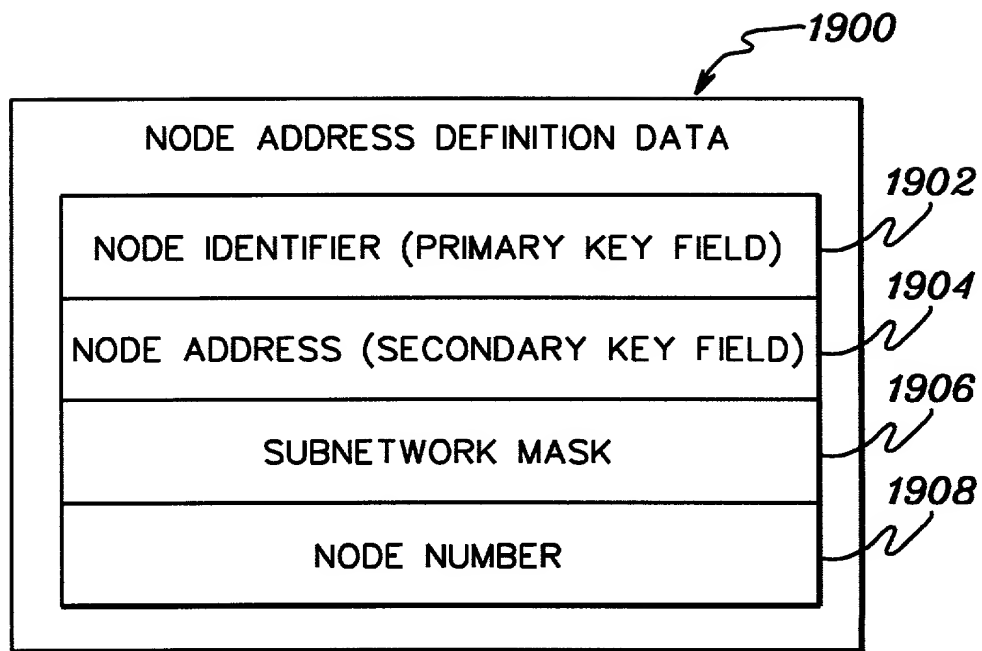 1900
NODE ADDRESS DEFINITION DATA
1902
NODE IDENTIFIER (PRIMARY KEY FIELD)
1904
NODE ADDRESS (SECONDARY KEY FIELD)
1906
SUBNETWORK MASK
1908
NODE NUMBER